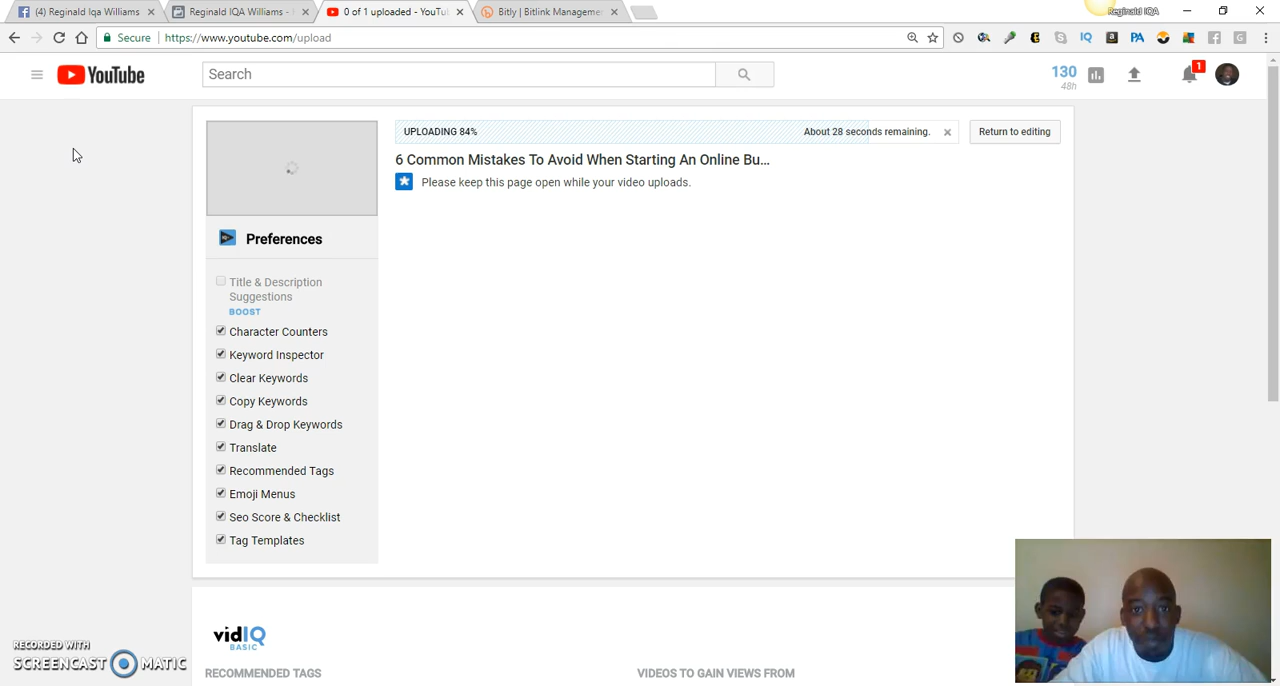 (4) Reginald Iqa Williams
Reginald IQA Williams -
0 of 1 uploaded - YouTu
Bitly | Bitlink Manageme
Reginald IQA
Secure
https://www.youtube.com/upload
YouTube
Search
130
48h
1
UPLOADING 84%
About 28 seconds remaining.
Return to editing
6 Common Mistakes To Avoid When Starting An Online Bu...
Please keep this page open while your video uploads.
Preferences
Title & Description
Suggestions
BOOST
Character Counters
Keyword Inspector
Clear Keywords
Copy Keywords
Drag & Drop Keywords
Translate
Recommended Tags
Emoji Menus
Seo Score & Checklist
Tag Templates
vidIQ
BASIC
RECORDED WITH
SCREENCAST MATIC
RECOMMENDED TAGS
VIDEOS TO GAIN VIEWS FROM